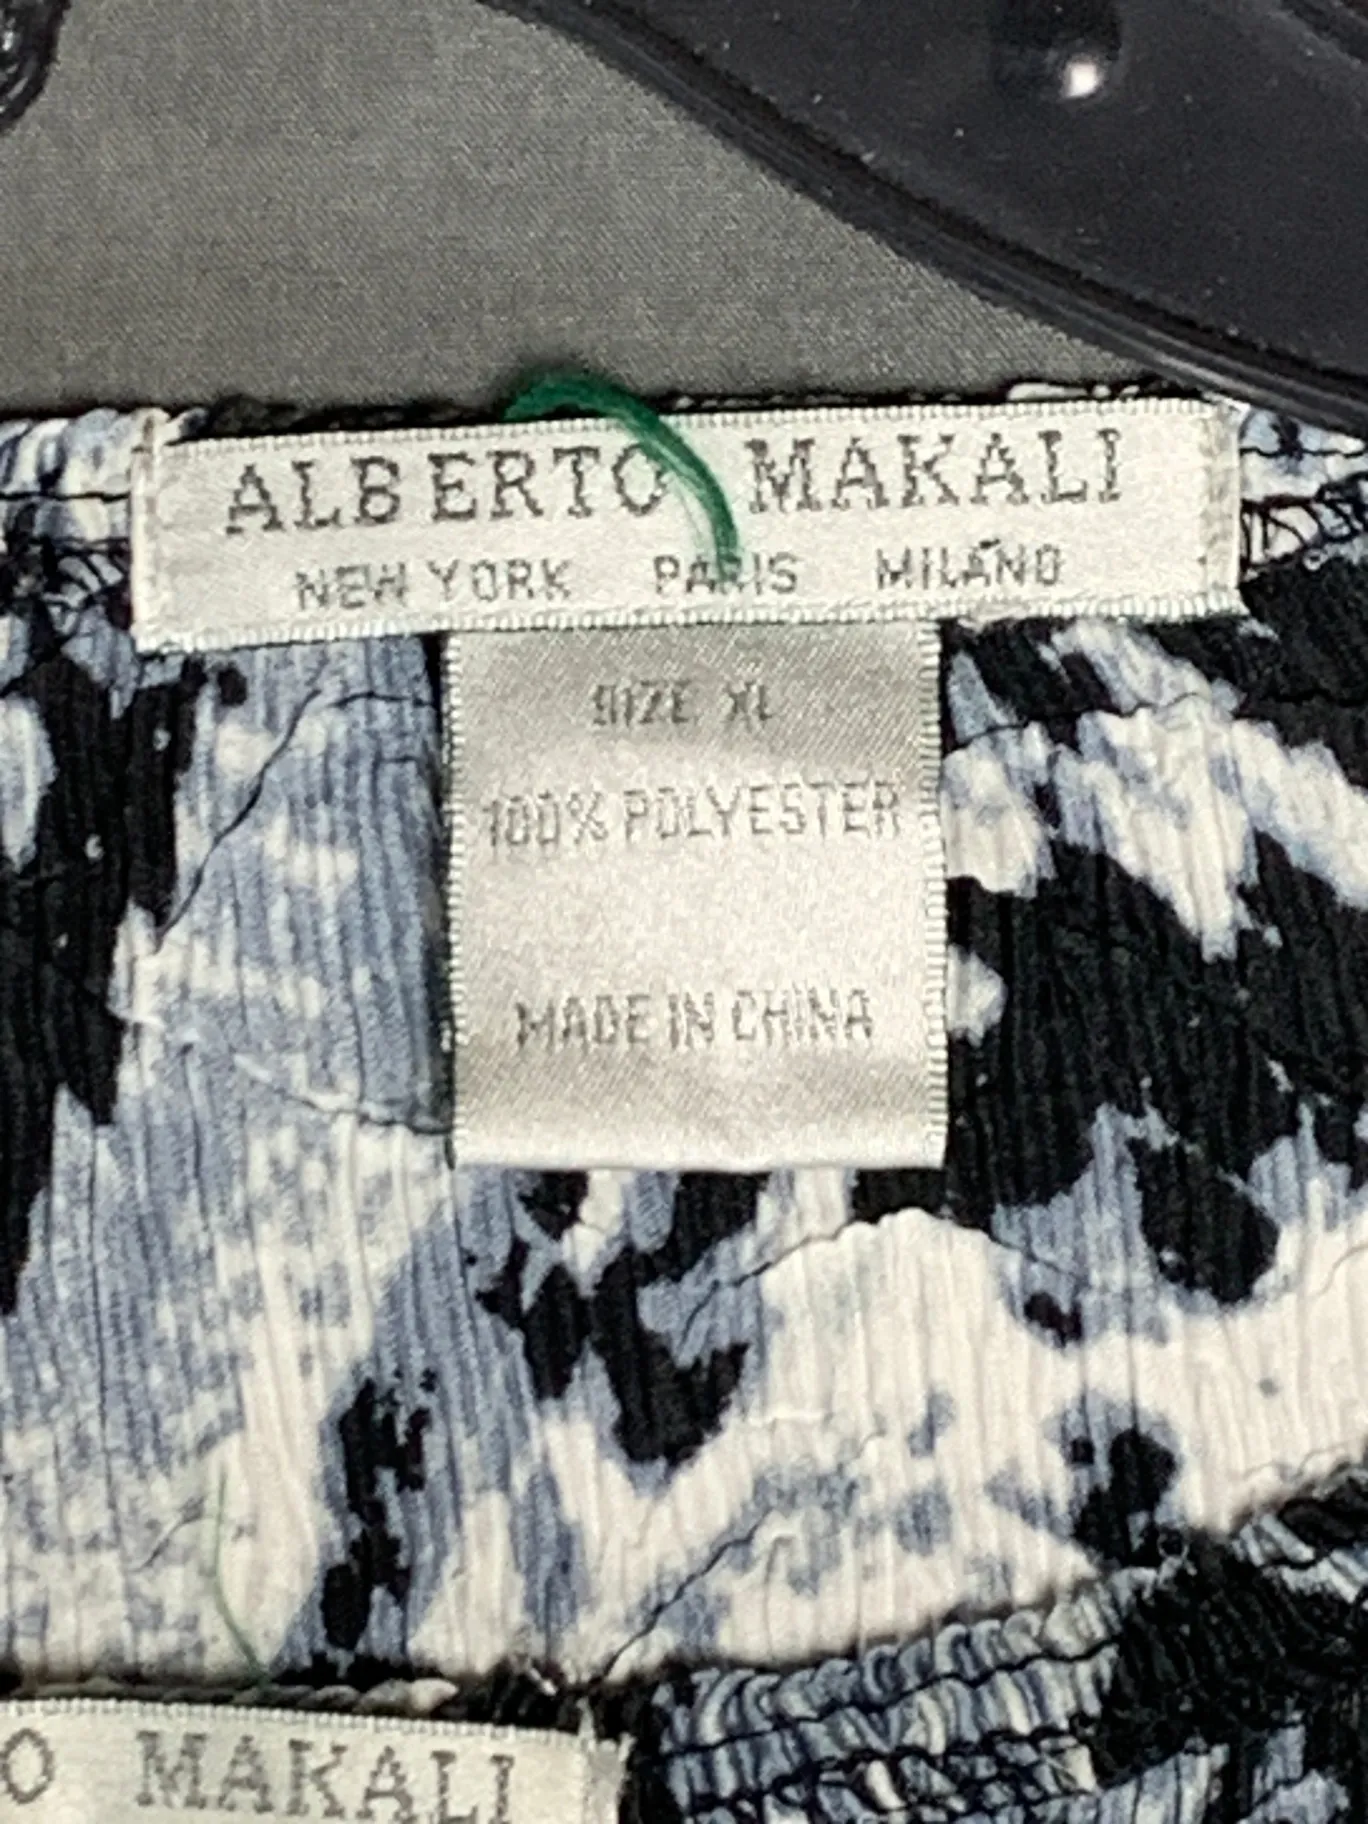 ALBERTO MAKALI
NEW YORK PARIS MILANO
SIZE XL
100% POLYESTER
MADE IN CHINA
O MAKALI